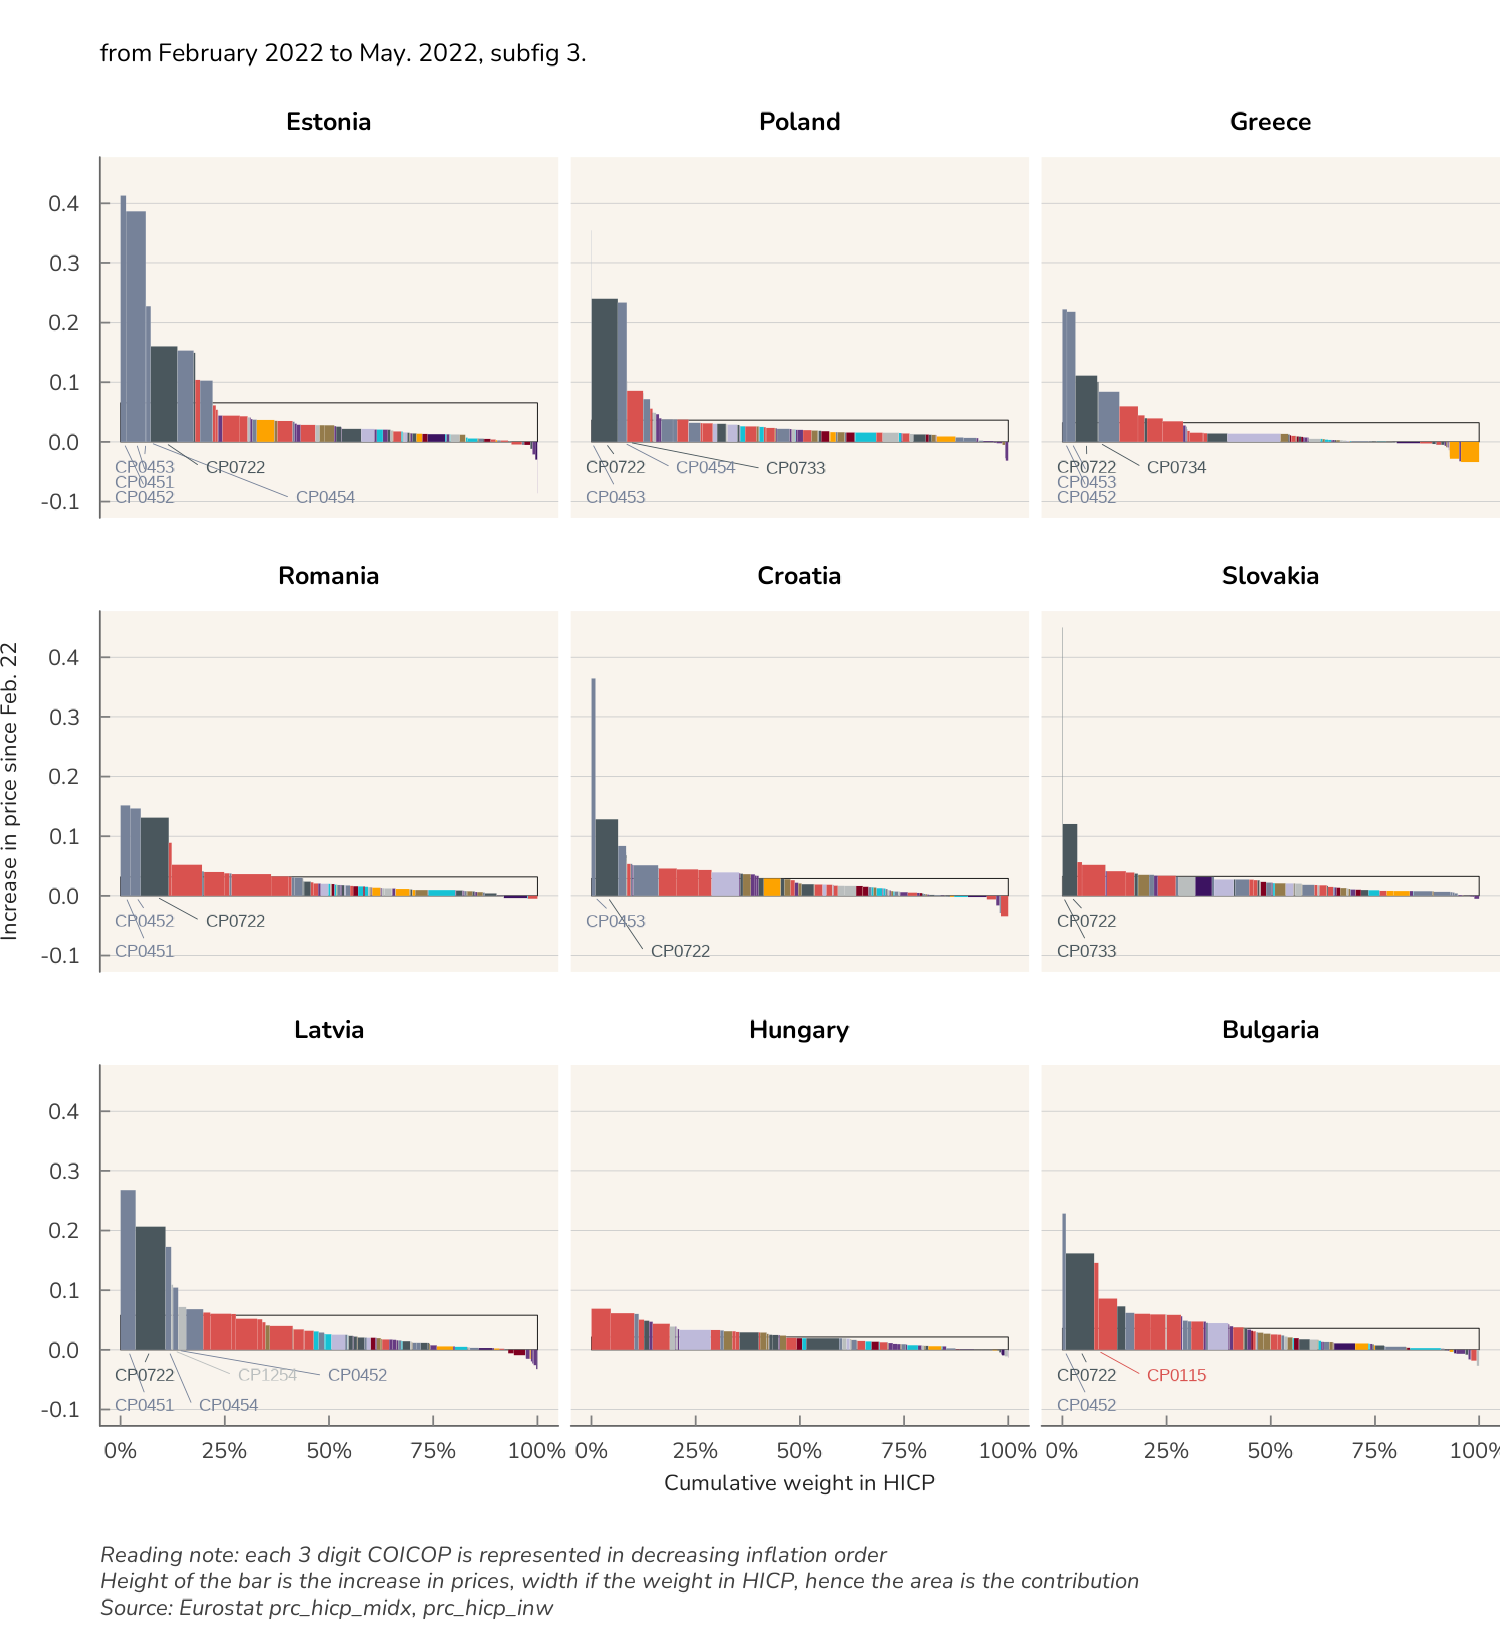 from February 2022 to May. 2022, subfig 3.
Estonia
Poland
Greece
0.4
0.3
0.2
0.1
0.0
-0.1
CP0453
CP0722
CP0451
CP0452
CP0454
CP0722
CP0454
CP0733
CP0453
CP0722
CP0734
CP0453
CP0452
Romania
Croatia
Slovakia
Increase in price since Feb. 22
0.4
0.3
0.2
0.1
0.0
-0.1
CP0452
CP0722
CP0451
CP0453
CP0722
CP0722
CP0733
Latvia
Hungary
Bulgaria
0.4
0.3
0.2
0.1
0.0
-0.1
CP0722
CP1254
CP0452
CP0451
CP0454
CP0722
CP0115
CP0452
0% 25% 50% 75% 100%
0% 25% 50% 75% 100%
0% 25% 50% 75% 100%
Cumulative weight in HICP
Reading note: each 3 digit COICOP is represented in decreasing inflation order
Height of the bar is the increase in prices, width if the weight in HICP, hence the area is the contribution
Source: Eurostat prc_hicp_midx, prc_hicp_inw